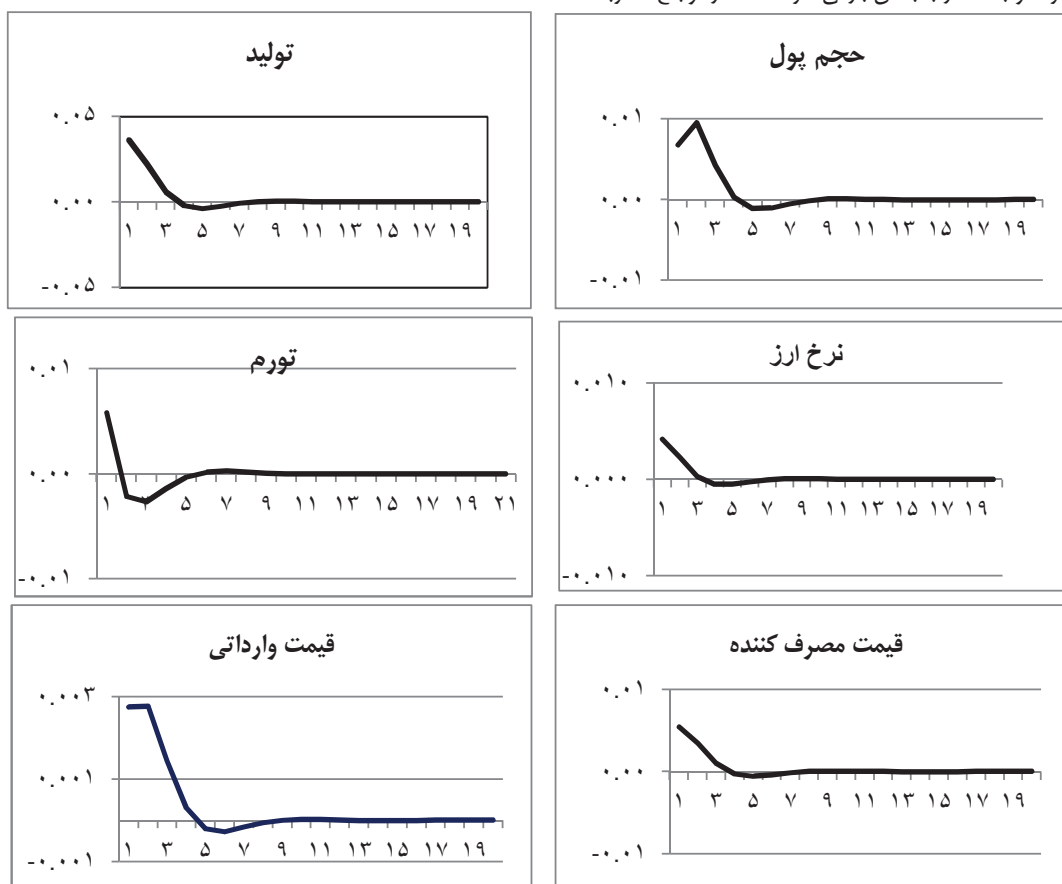 حجم پول
۰.۰۱
۰.۰۰
-۰.۰۱
۱ ۳ ۵ ۷ ۹ ۱۱ ۱۳ ۱۵ ۱۷ ۱۹
تولید
۰.۰۵
۰.۰۰
-۰.۰۵
۱ ۳ ۵ ۷ ۹ ۱۱ ۱۳ ۱۵ ۱۷ ۱۹
نرخ ارز
۰.۰۱۰
۰.۰۰۰
-۰.۰۱۰
۱ ۳ ۵ ۷ ۹ ۱۱ ۱۳ ۱۵ ۱۷ ۱۹
تورم
۰.۰۱
۰.۰۰
-۰.۰۱
۱ ۳ ۵ ۷ ۹ ۱۱ ۱۳ ۱۵ ۱۷ ۱۹ ۲۱
قیمت مصرف کننده
۰.۰۱
۰.۰۰
-۰.۰۱
۱ ۳ ۵ ۷ ۹ ۱۱ ۱۳ ۱۵ ۱۷ ۱۹
قیمت وارداتی
۰.۰۰۳
۰.۰۰۱
-۰.۰۰۱
۱ ۳ ۵ ۷ ۹ ۱۱ ۱۳ ۱۵ ۱۷ ۱۹